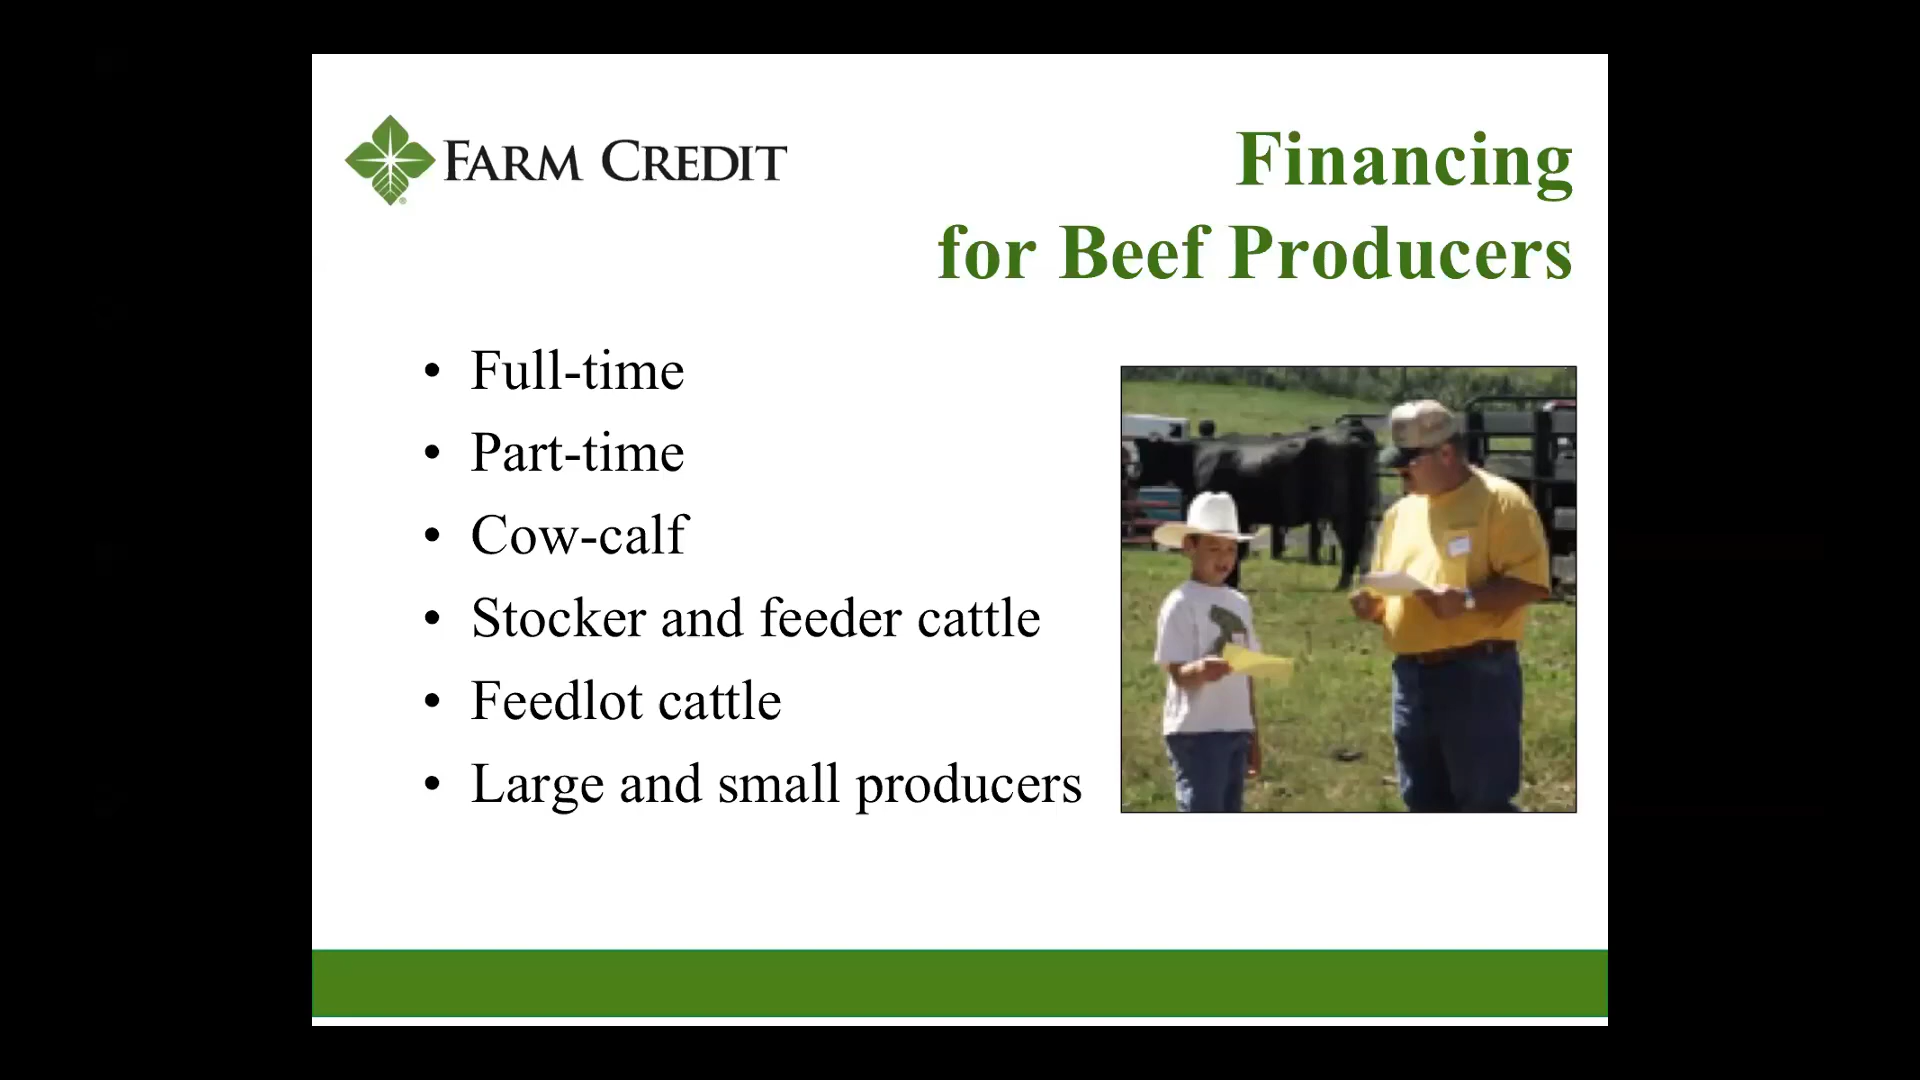 FARM CREDIT
Financing
for Beef Producers
• Full-time
• Part-time
• Cow-calf
• Stocker and feeder cattle
• Feedlot cattle
• Large and small producers